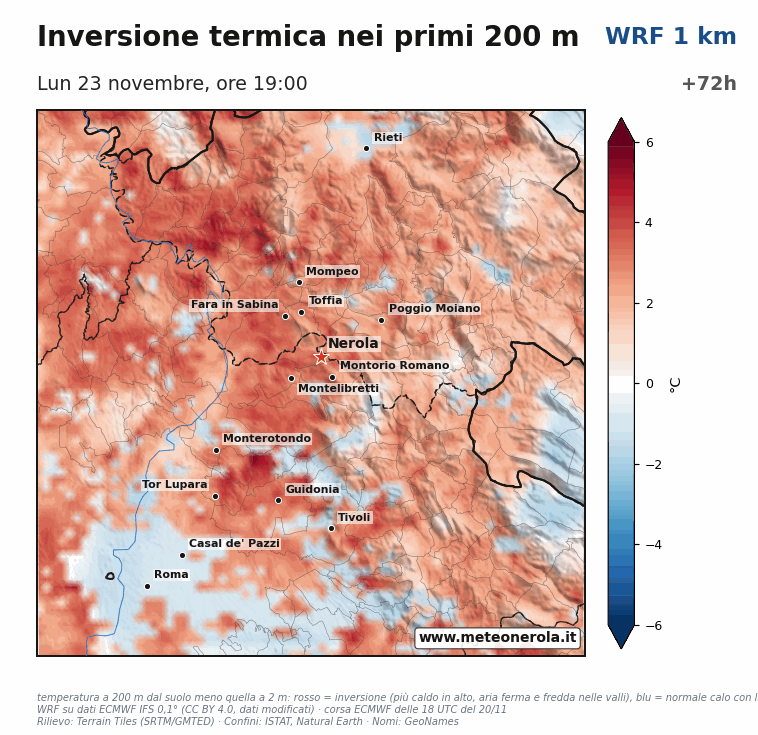 Inversione termica nei primi 200 m
WRF 1 km
Lun 23 novembre, ore 19:00
+72h
Rieti
Mompeo
Toffia
Fara in Sabina
Poggio Moiano
Nerola
Montorio Romano
Montelibretti
Monterotondo
Tor Lupara
Guidonia
Tivoli
Casal de' Pazzi
Roma
www.meteonerola.it
6
4
2
0
−2
−4
−6
°C
temperatura a 200 m dal suolo meno quella a 2 m: rosso = inversione (più caldo in alto, aria ferma e fredda nelle valli), blu = normale calo con l
WRF su dati ECMWF IFS 0,1° (CC BY 4.0, dati modificati) · corsa ECMWF delle 18 UTC del 20/11
Rilievo: Terrain Tiles (SRTM/GMTED) · Confini: ISTAT, Natural Earth · Nomi: GeoNames